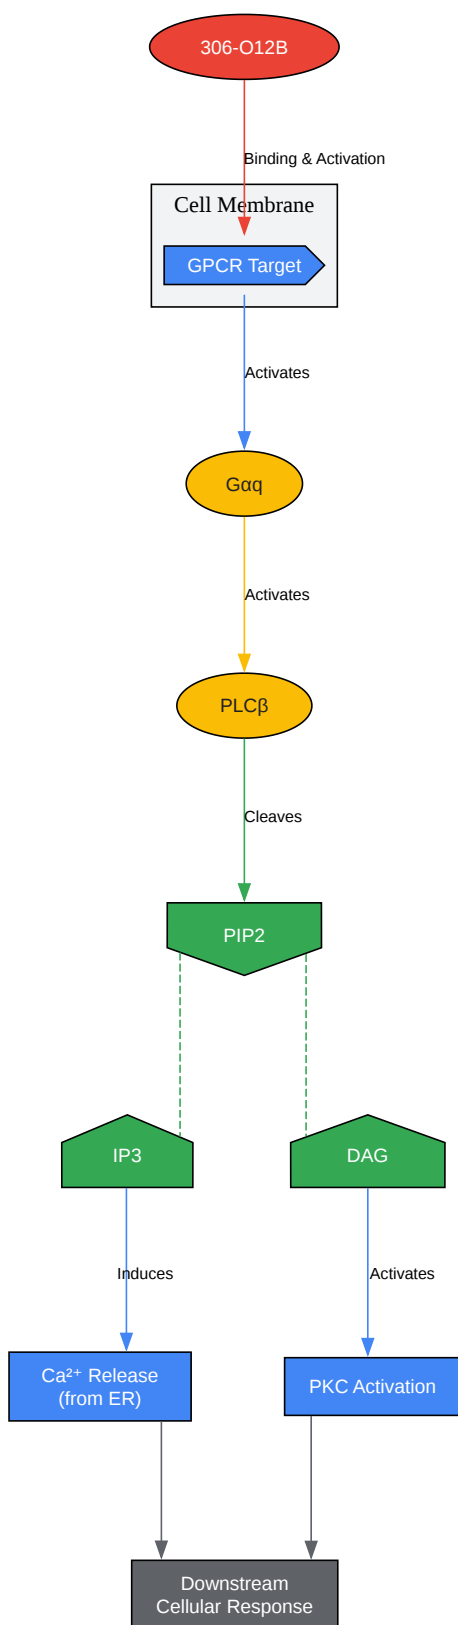 306-O12B
Binding & Activation
Cell Membrane
GPCR Target
Activates
Gαq
Activates
PLCβ
Cleaves
PIP2
IP3
DAG
Induces
Activates
Ca²⁺ Release
(from ER)
PKC Activation
Downstream
Cellular Response